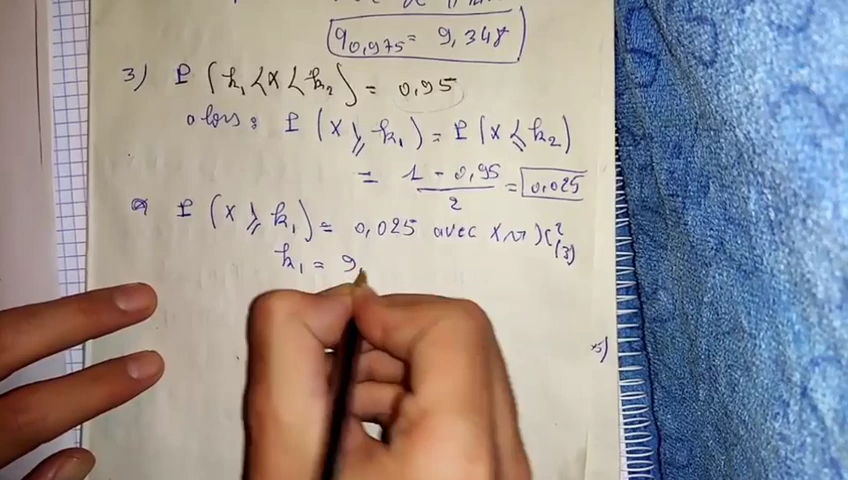 q0,975 = 9,348
3) P(k1<X<k2) = 0,95
alors : P(X ⩾ k1) = P(X ⩽ k2)
= (1 - 0,95)/2 = 0,025
P(X ⩾ k1) = 0,025 avec X ~ χ²(3)
k1 = 9,